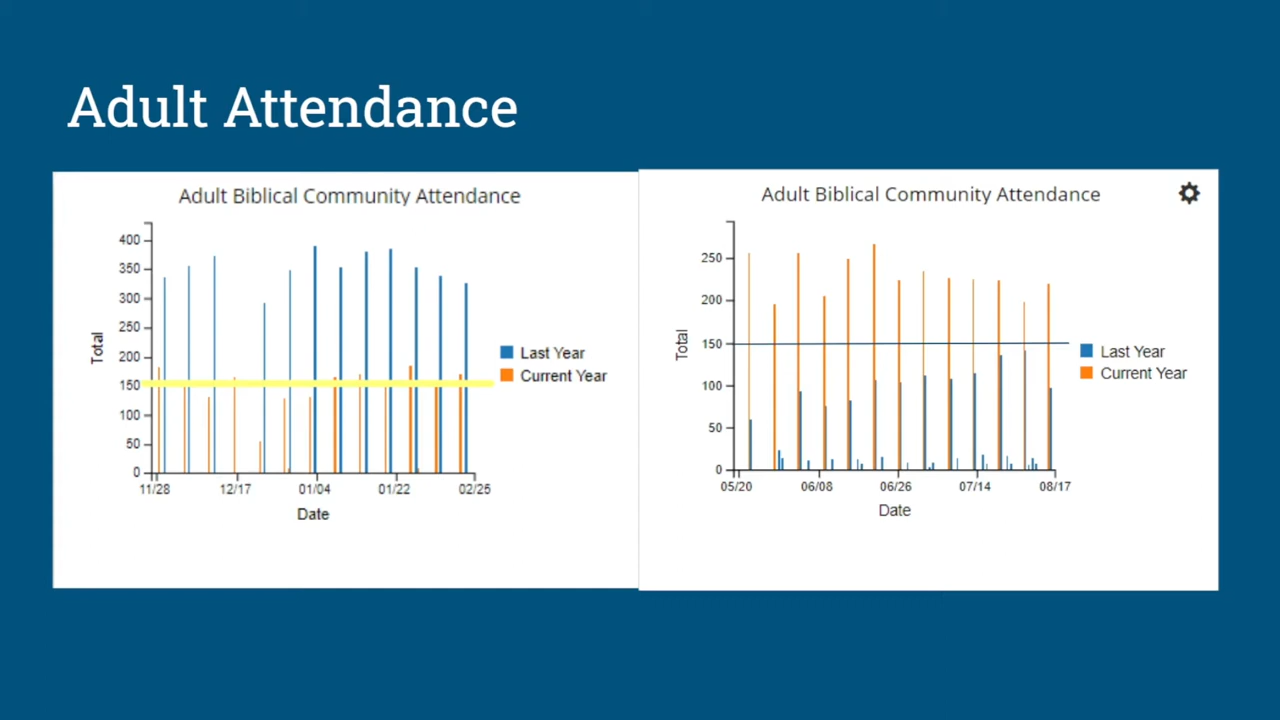 Adult Attendance
Adult Biblical Community Attendance
400
350
300
250
200
150
100
50
0
Total
11/28 12/17 01/04 01/22 02/25
Date
Last Year
Current Year
Adult Biblical Community Attendance
250
200
150
100
50
0
Total
05/20 06/08 06/26 07/14 08/17
Date
Last Year
Current Year